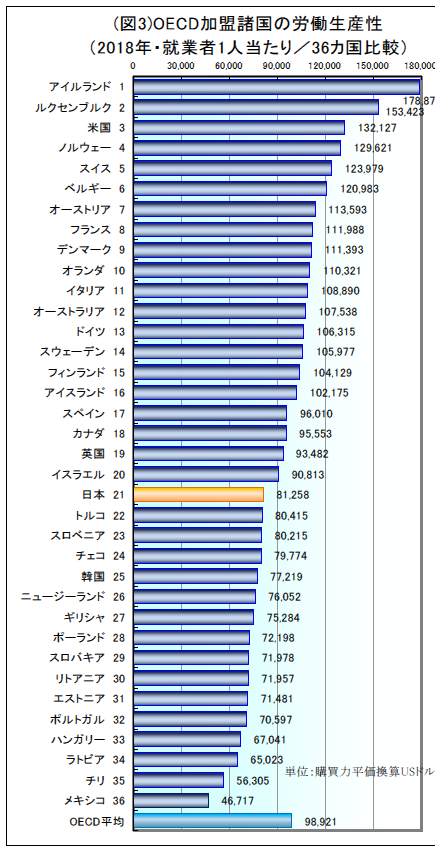 (図3)OECD加盟諸国の労働生産性
(2018年・就業者1人当たり／36カ国比較)
0 30,000 60,000 90,000 120,000 150,000 180,000
アイルランド 1 178,87
ルクセンブルク 2 153,423
米国 3 132,127
ノルウェー 4 129,621
スイス 5 123,979
ベルギー 6 120,983
オーストリア 7 113,593
フランス 8 111,988
デンマーク 9 111,393
オランダ 10 110,321
イタリア 11 108,890
オーストラリア 12 107,538
ドイツ 13 106,315
スウェーデン 14 105,977
フィンランド 15 104,129
アイスランド 16 102,175
スペイン 17 96,010
カナダ 18 95,553
英国 19 93,482
イスラエル 20 90,813
日本 21 81,258
トルコ 22 80,415
スロベニア 23 80,215
チェコ 24 79,774
韓国 25 77,219
ニュージーランド 26 76,052
ギリシャ 27 75,284
ポーランド 28 72,198
スロバキア 29 71,978
リトアニア 30 71,957
エストニア 31 71,481
ポルトガル 32 70,597
ハンガリー 33 67,041
ラトビア 34 65,023
単位：購買力平価換算USドル
チリ 35 56,305
メキシコ 36 46,717
OECD平均 98,921